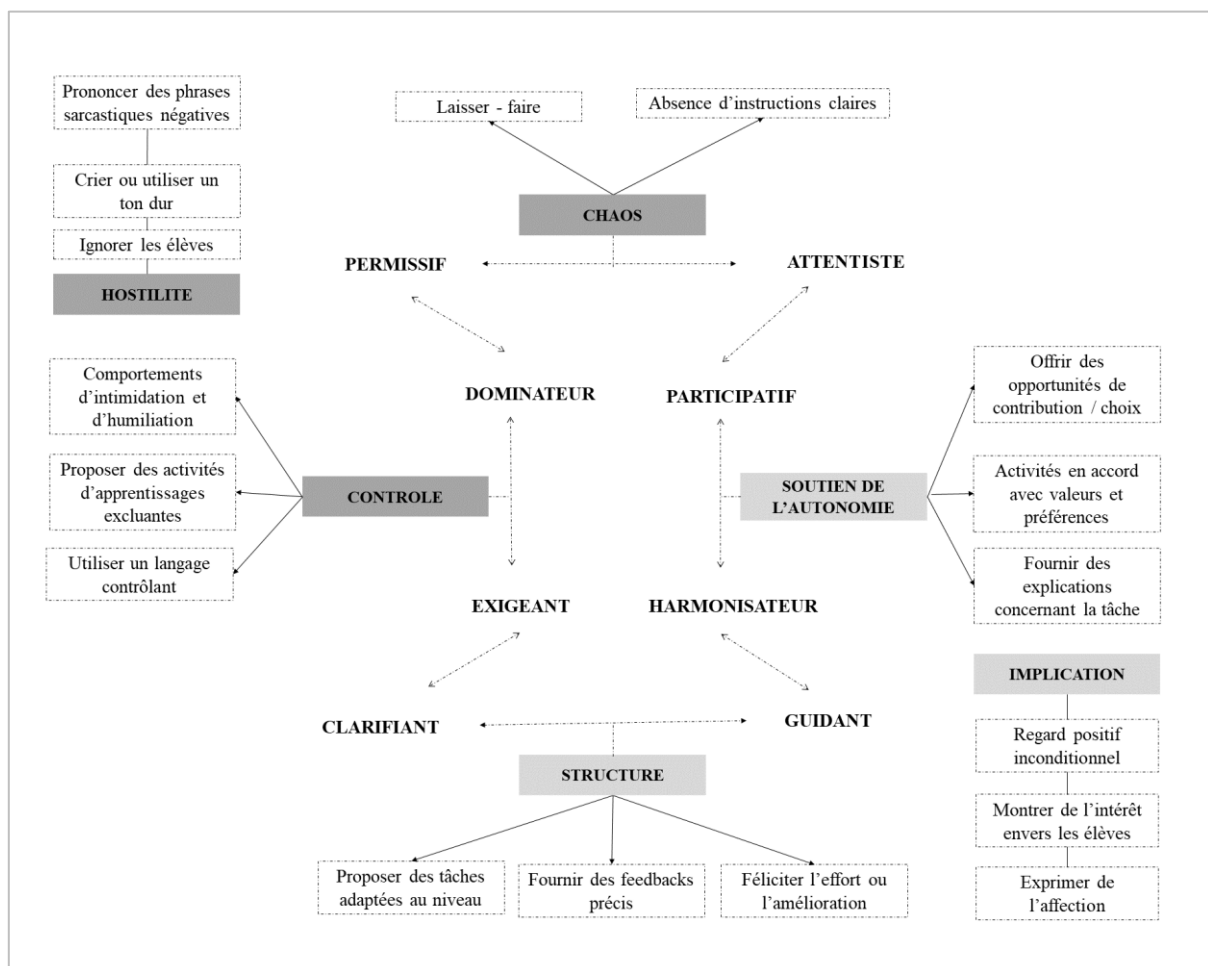 Prononcer des phrases
sarcastiques négatives
Laisser - faire
Absence d’instructions claires
Crier ou utiliser un
ton dur
Ignorer les élèves
HOSTILITE
CHAOS
PERMISSIF
ATTENTISTE
Comportements
d’intimidation et
d’humiliation
Proposer des activités
d’apprentissages
excluantes
Utiliser un langage
contrôlant
CONTROLE
DOMINATEUR
PARTICIPATIF
SOUTIEN DE
L’AUTONOMIE
Offrir des
opportunités de
contribution / choix
Activités en accord
avec valeurs et
préférences
Fournir des
explications
concernant la tâche
EXIGEANT
HARMONISATEUR
CLARIFIANT
GUIDANT
STRUCTURE
Proposer des tâches
adaptées au niveau
Fournir des feedbacks
précis
Féliciter l’effort ou
l’amélioration
IMPLICATION
Regard positif
inconditionnel
Montrer de l’intérêt
envers les élèves
Exprimer de
l’affection